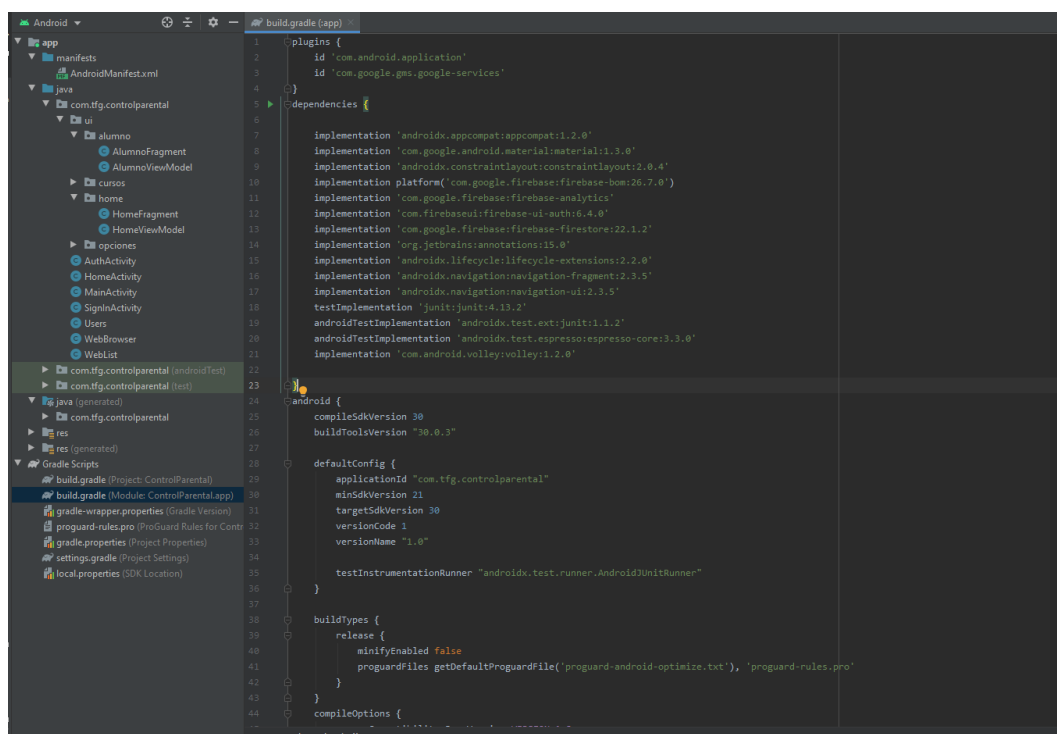 Android
build.gradle (:app)
app
manifests
AndroidManifest.xml
java
com.tfg.controlparental
ui
alumno
AlumnoFragment
AlumnoViewModel
cursos
home
HomeFragment
HomeViewModel
opciones
AuthActivity
HomeActivity
MainActivity
SignInActivity
Users
WebBrowser
WebList
com.tfg.controlparental (androidTest)
com.tfg.controlparental (test)
java (generated)
com.tfg.controlparental
res
res (generated)
Gradle Scripts
build.gradle (Project: ControlParental)
build.gradle (Module: ControlParental.app)
gradle-wrapper.properties (Gradle Version)
proguard-rules.pro (ProGuard Rules for Contr
gradle.properties (Project Properties)
settings.gradle (Project Settings)
local.properties (SDK Location)
1 plugins {
2 id 'com.android.application'
3 id 'com.google.gms.google-services'
4 }
5 dependencies {
6
7 implementation 'androidx.appcompat:appcompat:1.2.0'
8 implementation 'com.google.android.material:material:1.3.0'
9 implementation 'androidx.constraintlayout:constraintlayout:2.0.4'
10 implementation platform('com.google.firebase:firebase-bom:26.7.0')
11 implementation 'com.google.firebase:firebase-analytics'
12 implementation 'com.firebaseui:firebase-ui-auth:6.4.0'
13 implementation 'com.google.firebase:firebase-firestore:22.1.2'
14 implementation 'org.jetbrains:annotations:15.0'
15 implementation 'androidx.lifecycle:lifecycle-extensions:2.2.0'
16 implementation 'androidx.navigation:navigation-fragment:2.3.5'
17 implementation 'androidx.navigation:navigation-ui:2.3.5'
18 testImplementation 'junit:junit:4.13.2'
19 androidTestImplementation 'androidx.test.ext:junit:1.1.2'
20 androidTestImplementation 'androidx.test.espresso:espresso-core:3.3.0'
21 implementation 'com.android.volley:volley:1.2.0'
22
23 }
24 android {
25 compileSdkVersion 30
26 buildToolsVersion "30.0.3"
27
28 defaultConfig {
29 applicationId "com.tfg.controlparental"
30 minSdkVersion 21
31 targetSdkVersion 30
32 versionCode 1
33 versionName "1.0"
34
35 testInstrumentationRunner "androidx.test.runner.AndroidJUnitRunner"
36 }
37
38 buildTypes {
39 release {
40 minifyEnabled false
41 proguardFiles getDefaultProguardFile('proguard-android-optimize.txt'), 'proguard-rules.pro'
42 }
43 }
44 compileOptions {